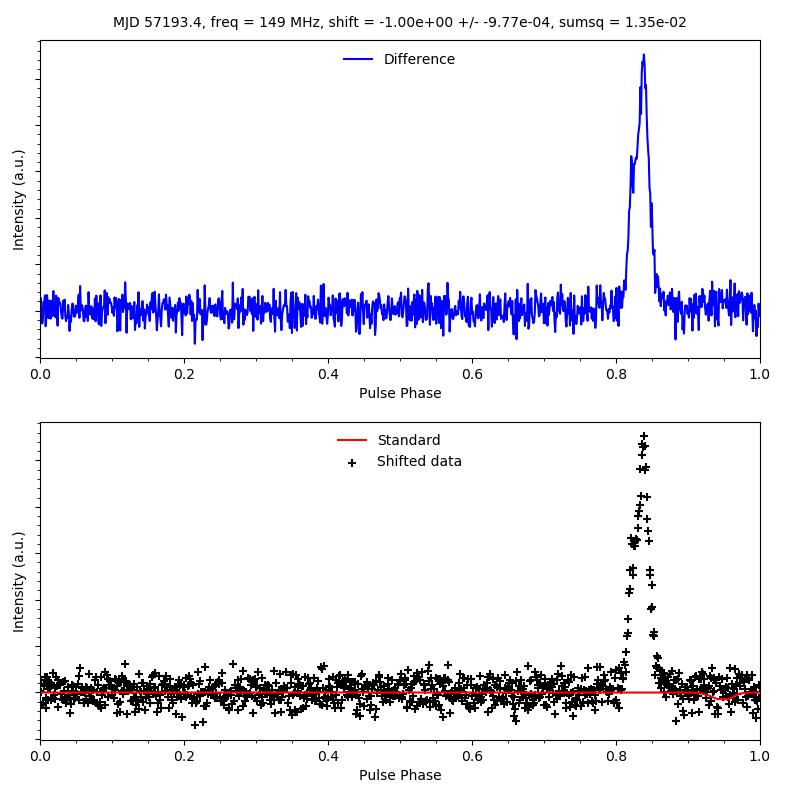 MJD 57193.4, freq = 149 MHz, shift = -1.00e+00 +/- -9.77e-04, sumsq = 1.35e-02
Difference
Intensity (a.u.)
0.0 0.2 0.4 0.6 0.8 1.0
Pulse Phase
Standard
Shifted data
Intensity (a.u.)
0.0 0.2 0.4 0.6 0.8 1.0
Pulse Phase